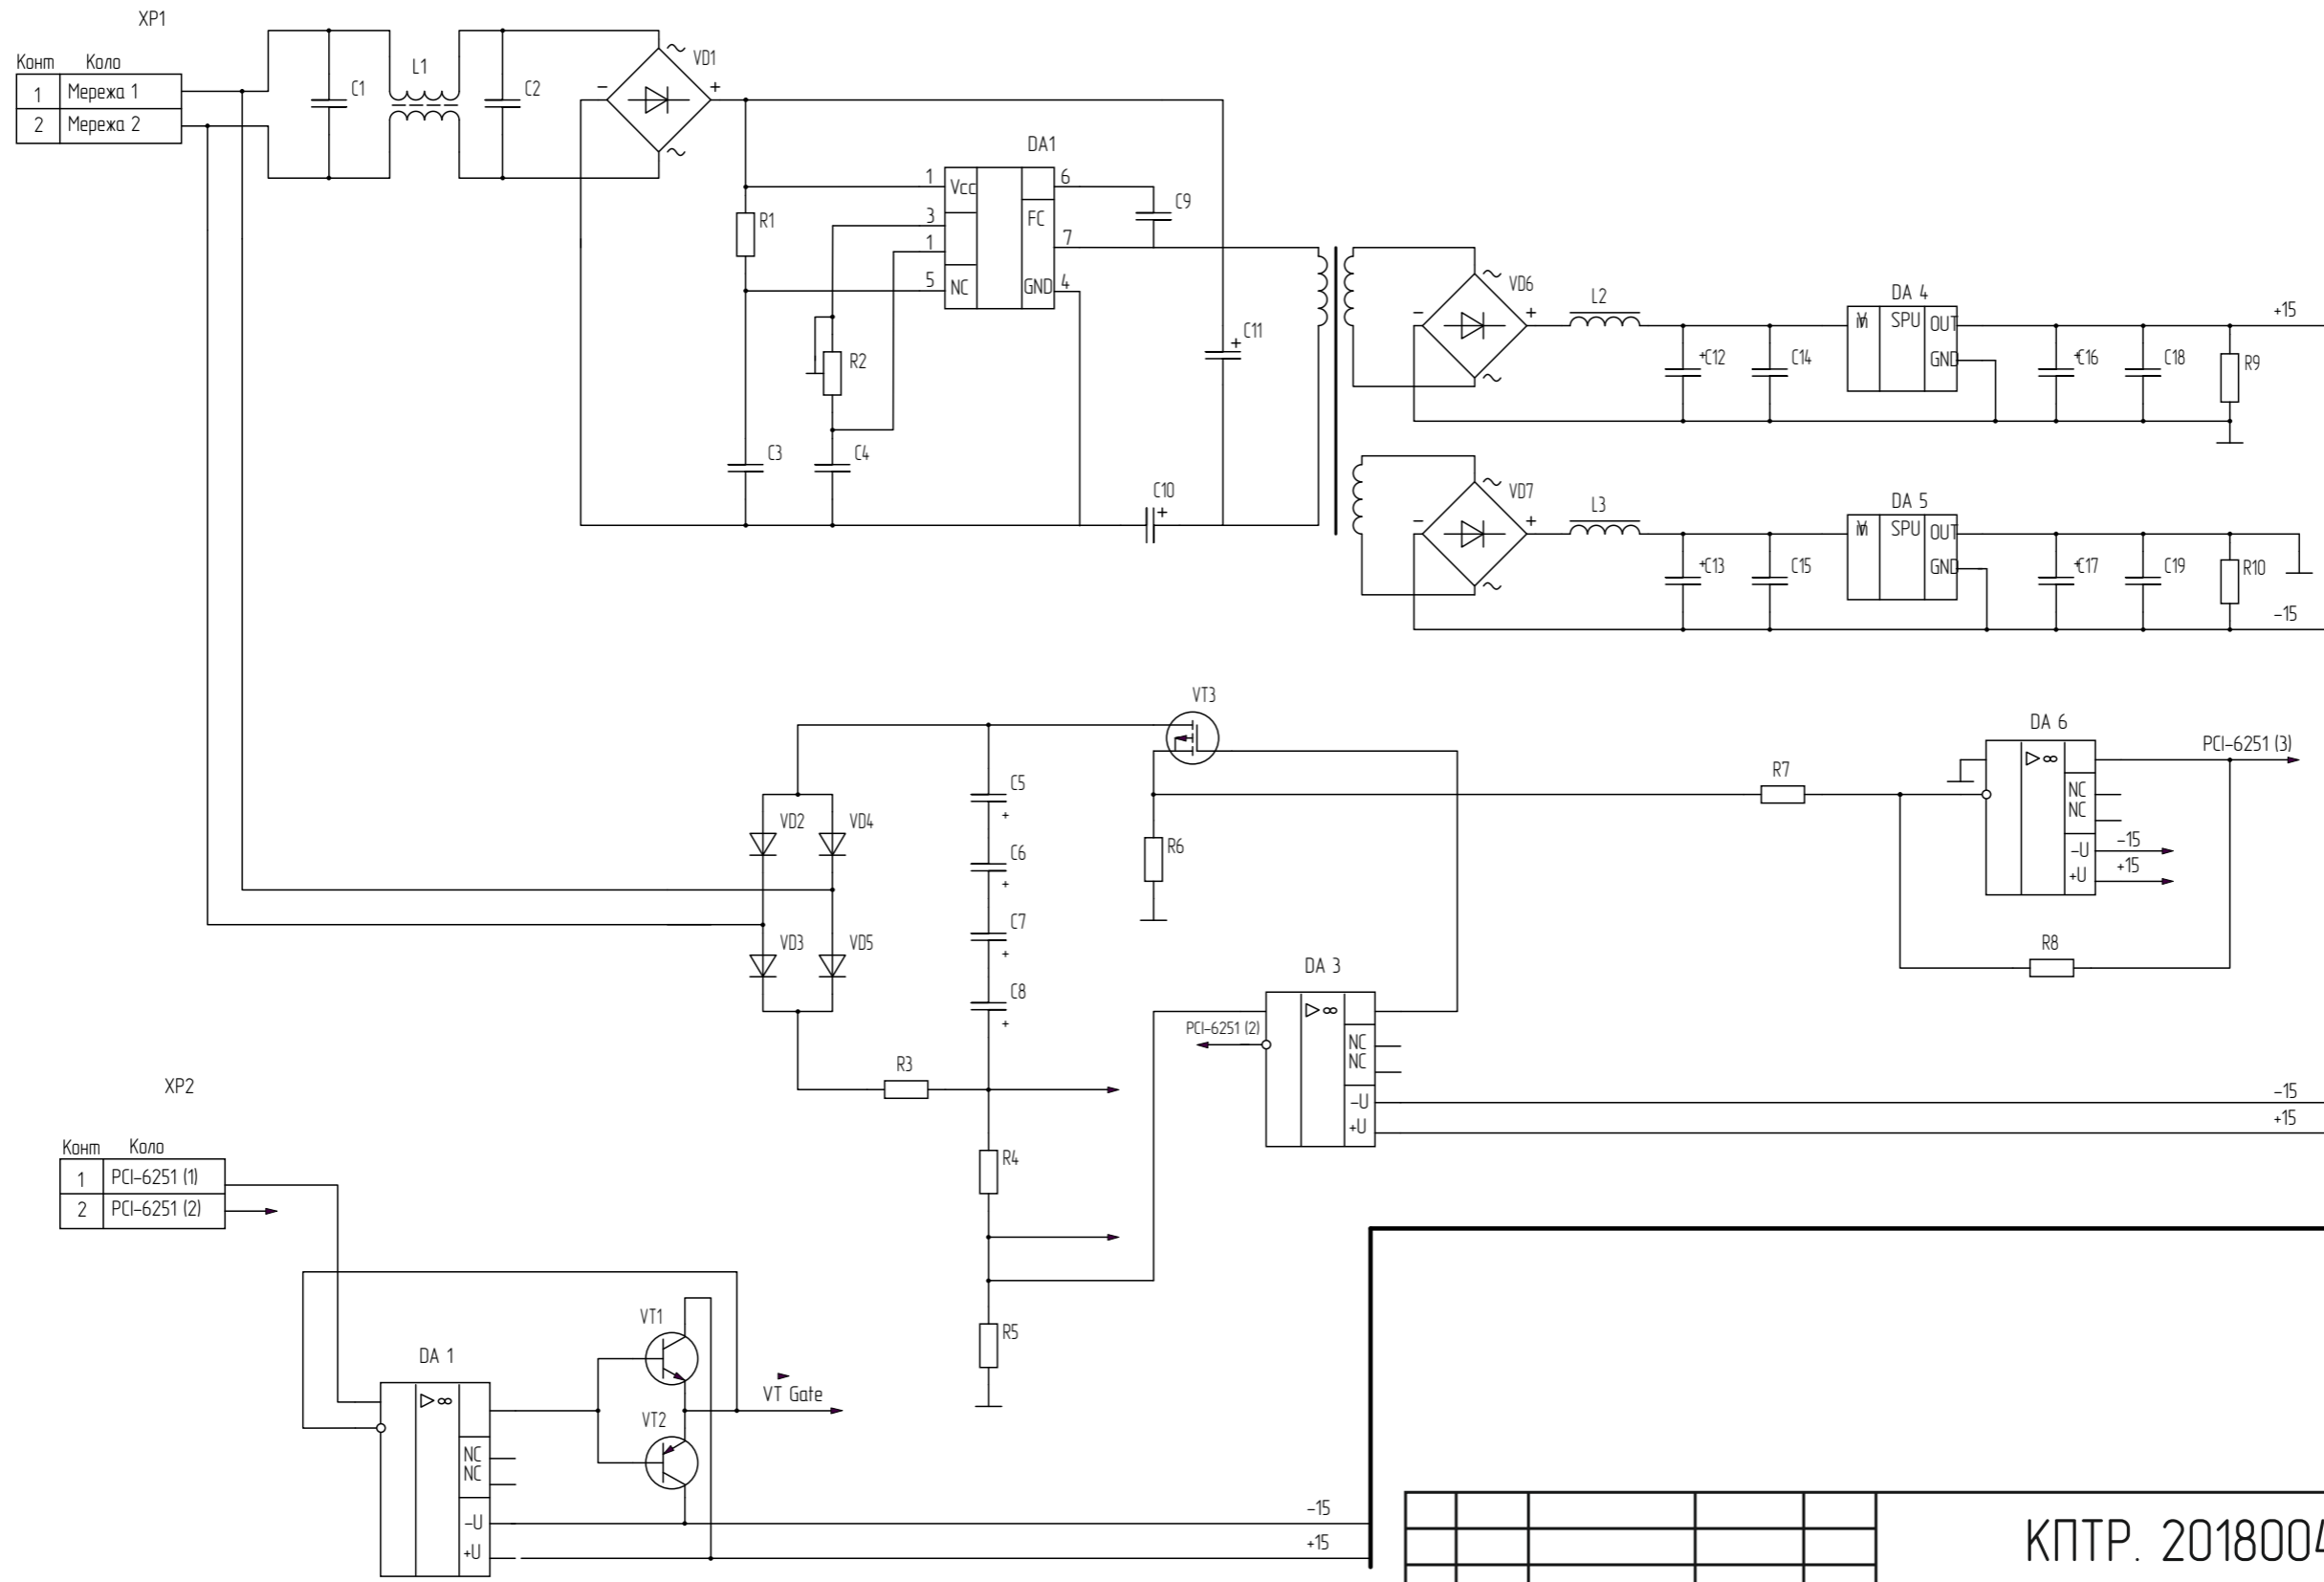 XP1
Конт Коло
1 Мережа 1
2 Мережа 2
C1
L1
C2
VD1
− +
DA1
1 Vcc 6
3 FC
1 7
5 NC GND 4
R1
R2
C3
C4
C9
C10 +
C11 +
VD6
− +
L2
+C12
C14
DA 4
SPU OUT
GND
+C16
C18
R9
+15
VD7
− +
L3
+C13
C15
DA 5
SPU OUT
GND
+C17
C19
R10
−15
VT3
VD2
VD4
VD3
VD5
C5
+
C6
+
C7
+
C8
+
R6
R7
DA 6
▷∞
NC
NC
−U −15
+U +15
PCI-6251 (3)
R8
DA 3
▷∞
PCI-6251 (2)
NC
NC
−U
+U
−15
+15
R3
R4
R5
XP2
Конт Коло
1 PCI-6251 (1)
2 PCI-6251 (2)
DA 1
▷∞
NC
NC
−U
+U
VT1
VT2
VT Gate
−15
+15
КПТР. 201800